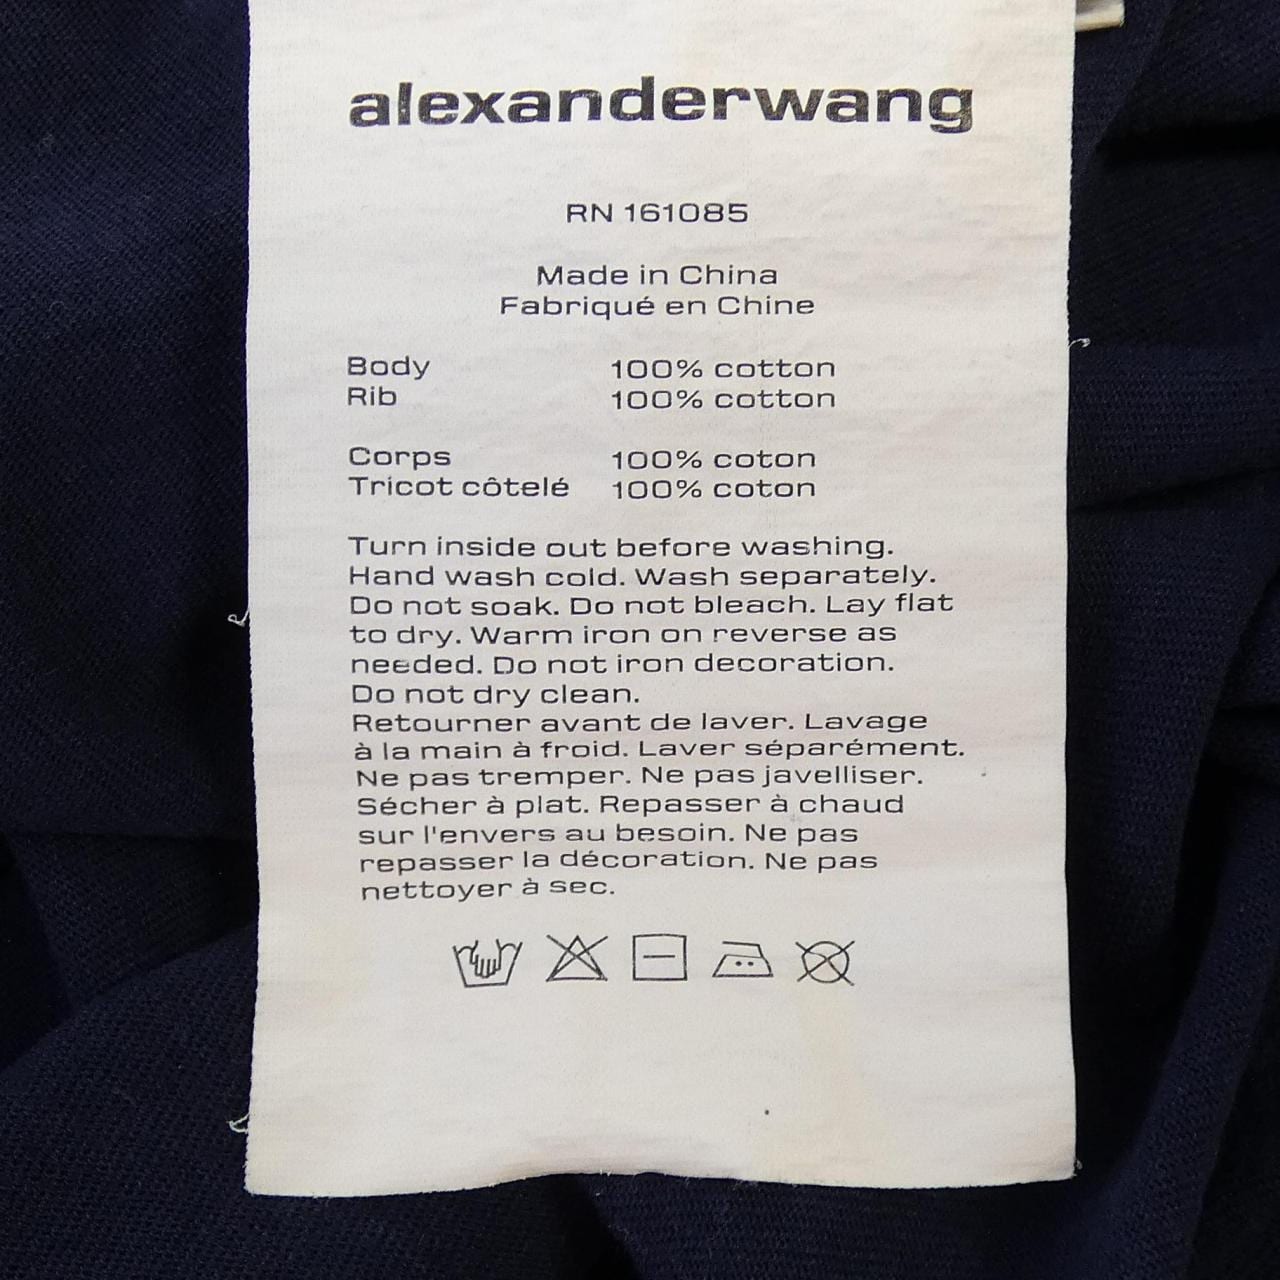 alexanderwang
RN 161085
Made in China
Fabriqué en Chine
Body 100% cotton
Rib 100% cotton
Corps 100% coton
Tricot côtelé 100% coton
Turn inside out before washing.
Hand wash cold. Wash separately.
Do not soak. Do not bleach. Lay flat
to dry. Warm iron on reverse as
needed. Do not iron decoration.
Do not dry clean.
Retourner avant de laver. Lavage
à la main à froid. Laver séparément.
Ne pas tremper. Ne pas javelliser.
Sécher à plat. Repasser à chaud
sur l'envers au besoin. Ne pas
repasser la décoration. Ne pas
nettoyer à sec.